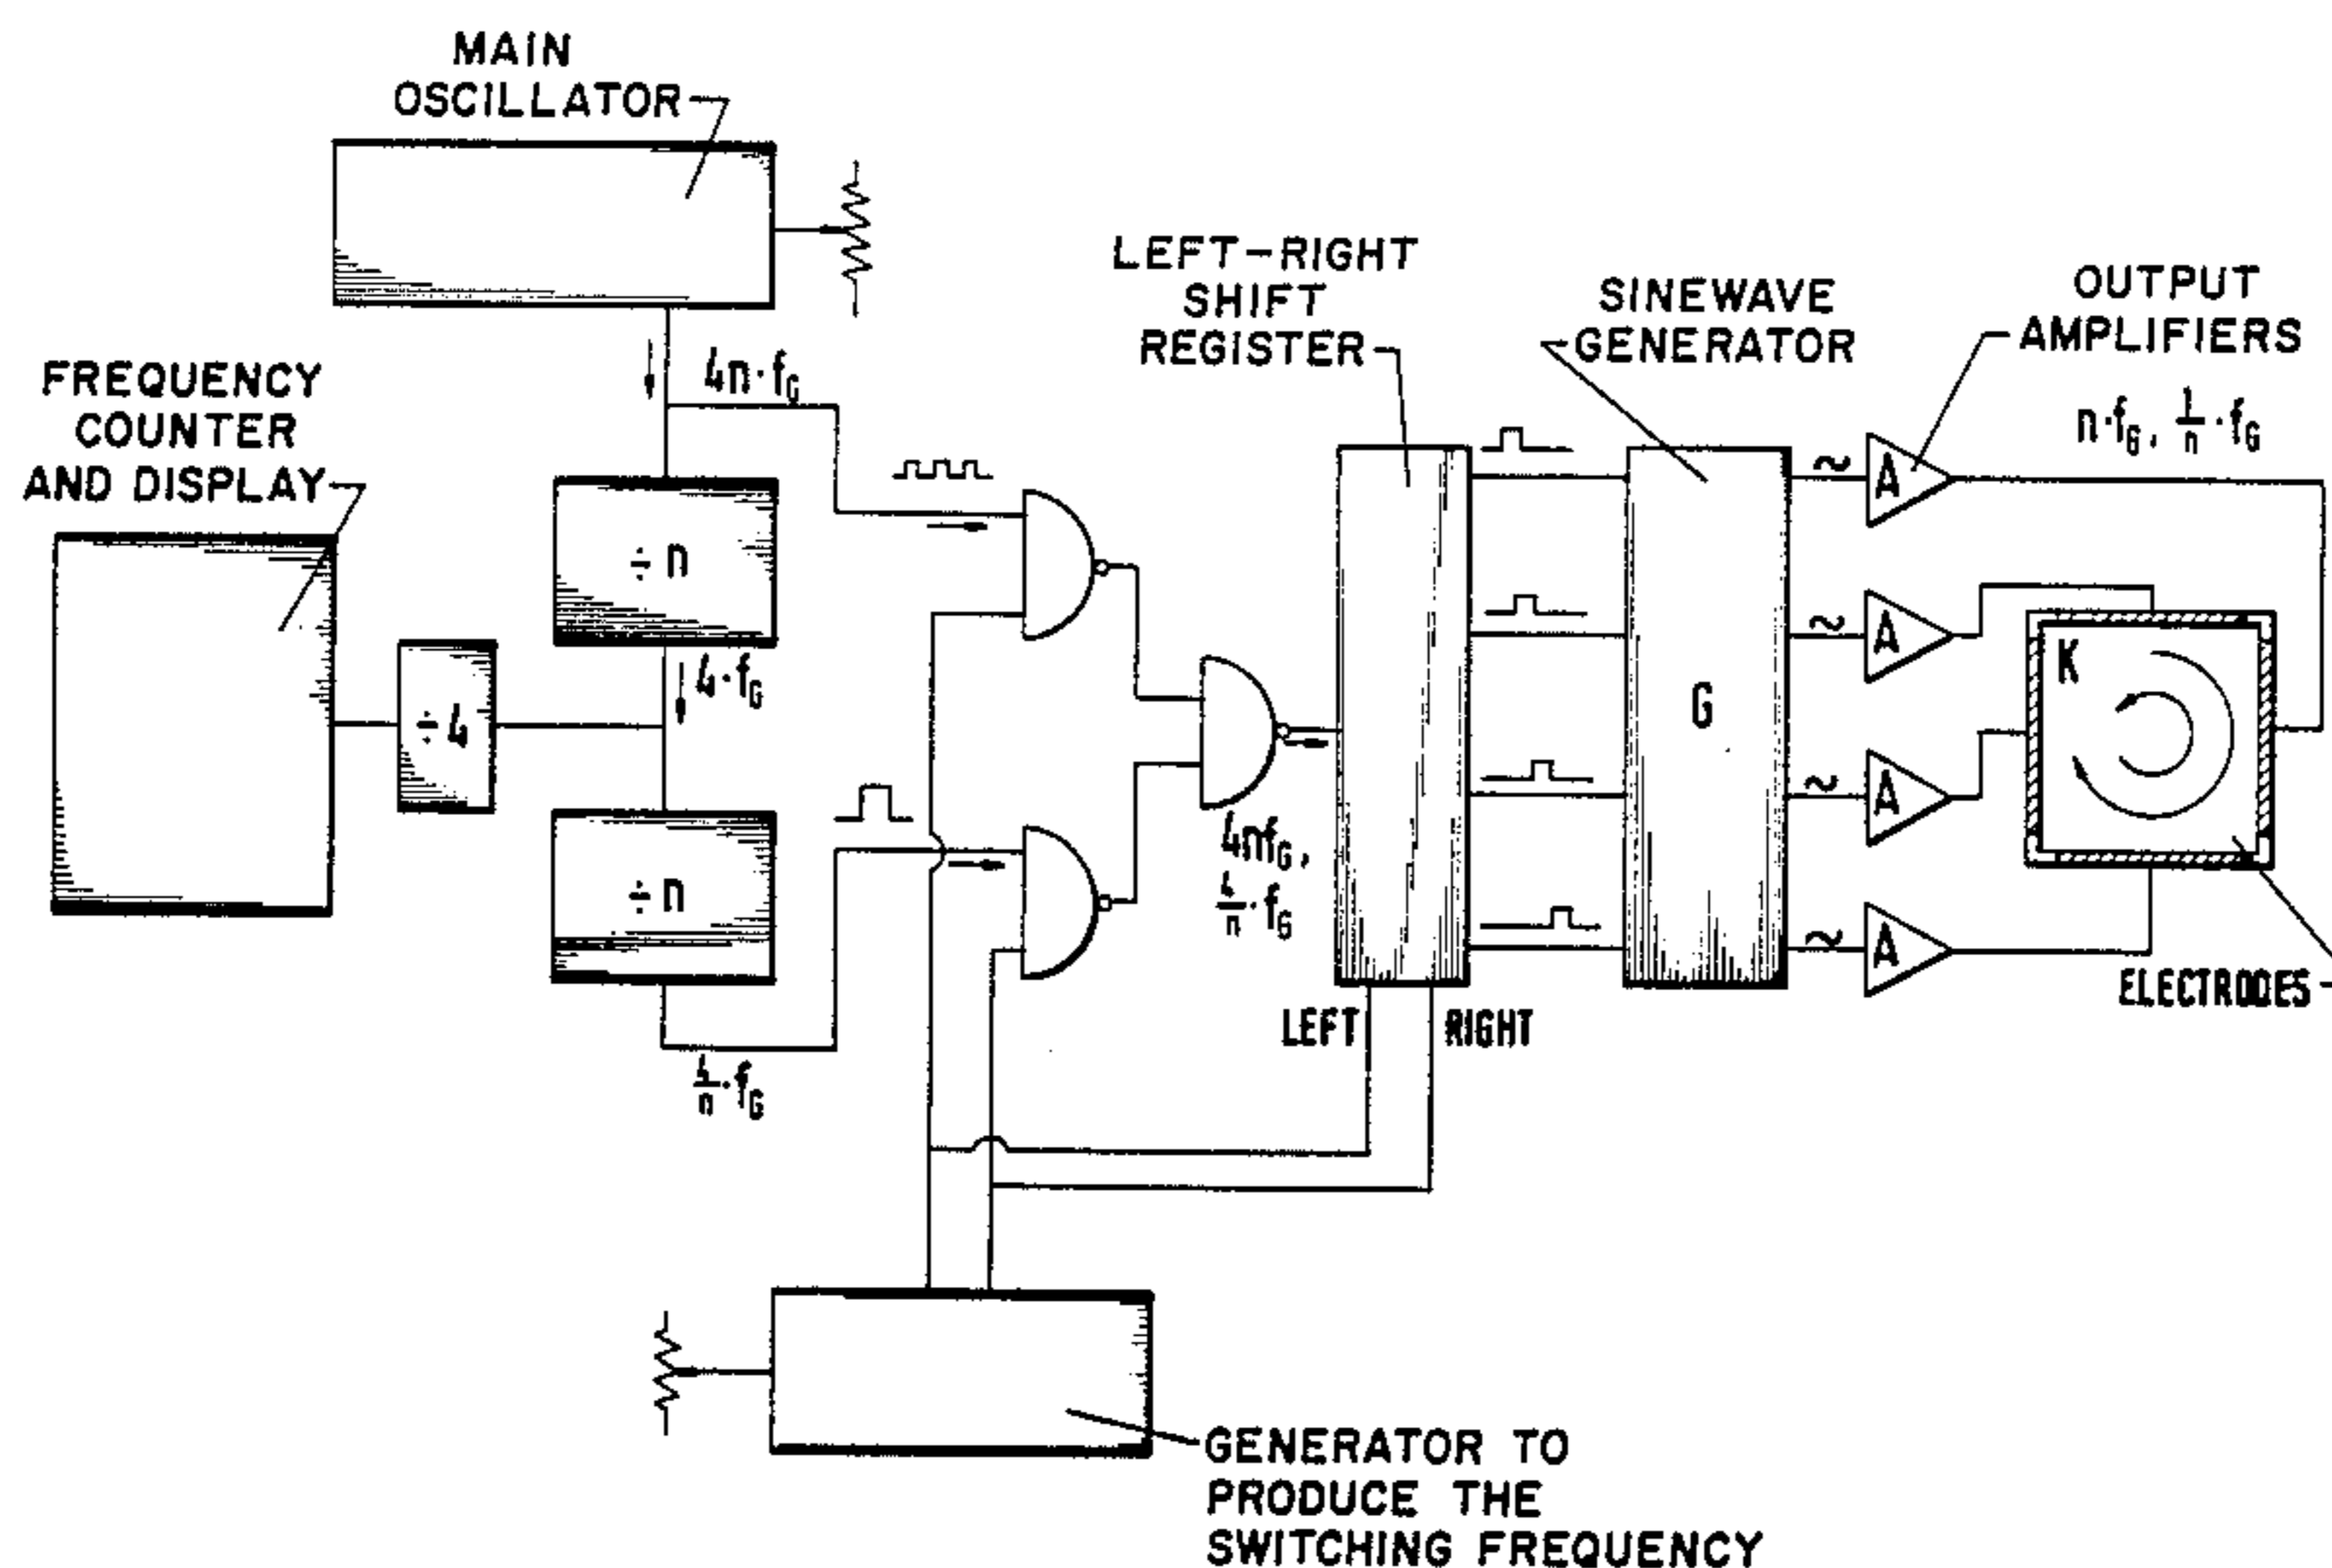 MAIN
OSCILLATOR
4n·fG
FREQUENCY
COUNTER
AND DISPLAY
÷n
÷4
4·fG
÷n
4/n·fG
LEFT-RIGHT
SHIFT
REGISTER
4nfG,
4/n·fG
LEFT
RIGHT
SINEWAVE
GENERATOR
G
OUTPUT
AMPLIFIERS
n·fG, 1/n·fG
~
A
~
A
~
A
~
A
K
ELECTRODES
GENERATOR TO
PRODUCE THE
SWITCHING FREQUENCY